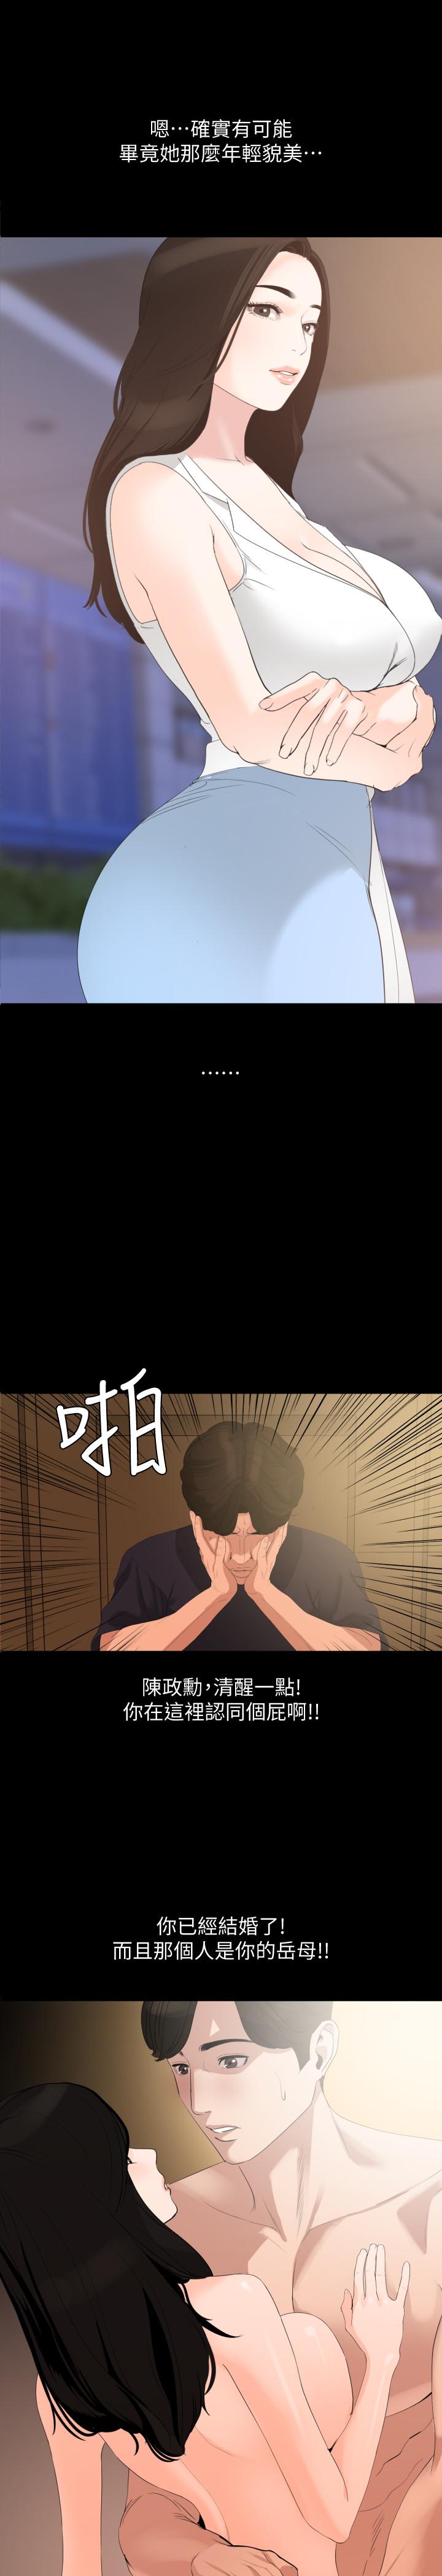 嗯…確實有可能
畢竟她那麼年輕貌美…
……
啪
陳政勳，清醒一點!
你在這裡認同個屁啊!!
你已經結婚了!
而且那個人是你的岳母!!